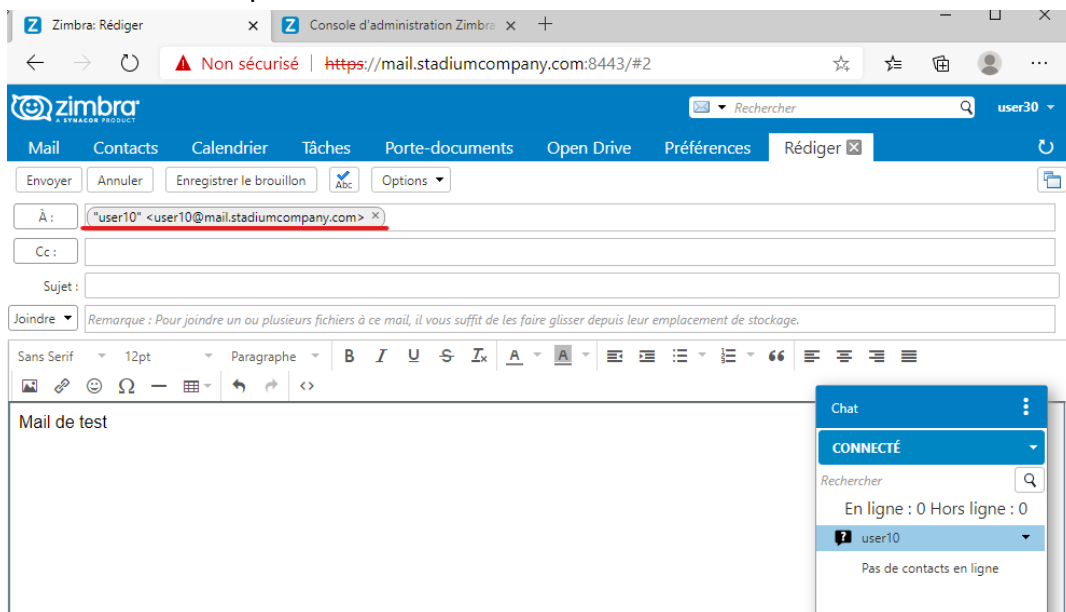 Zimbra: Rédiger
Console d'administration Zimbra
Non sécurisé | https://mail.stadiumcompany.com:8443/#2
zimbra
A SYNACOR PRODUCT
Rechercher
user30
Mail Contacts Calendrier Tâches Porte-documents Open Drive Préférences Rédiger
Envoyer Annuler Enregistrer le brouillon Abc Options
À : "user10" <user10@mail.stadiumcompany.com> ×
Cc :
Sujet :
Joindre Remarque : Pour joindre un ou plusieurs fichiers à ce mail, il vous suffit de les faire glisser depuis leur emplacement de stockage.
Sans Serif 12pt Paragraphe B I U S Ix A A
Ω
Mail de test
Chat
CONNECTÉ
Rechercher
En ligne : 0 Hors ligne : 0
user10
Pas de contacts en ligne